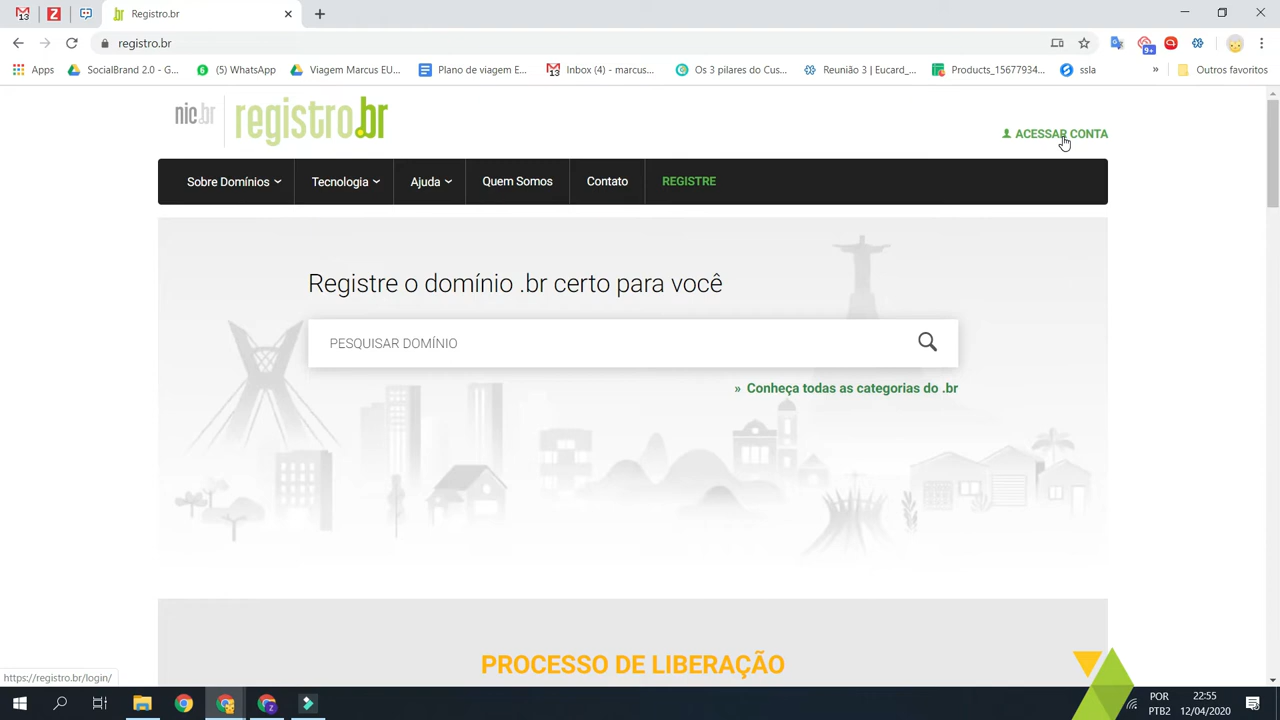 13
Registro.br
registro.br
9+
Apps
SocialBrand 2.0 - G...
(5) WhatsApp
Viagem Marcus EU...
Plano de viagem E...
Inbox (4) - marcus...
Os 3 pilares do Cus...
Reunião 3 | Eucard_...
Products_15677934...
ssla
»
Outros favoritos
nic.br
registro.br
ACESSAR CONTA
Sobre Domínios
Tecnologia
Ajuda
Quem Somos
Contato
REGISTRE
Registre o domínio .br certo para você
PESQUISAR DOMÍNIO
» Conheça todas as categorias do .br
PROCESSO DE LIBERAÇÃO
https://registro.br/login/
POR
PTB2
22:55
12/04/2020